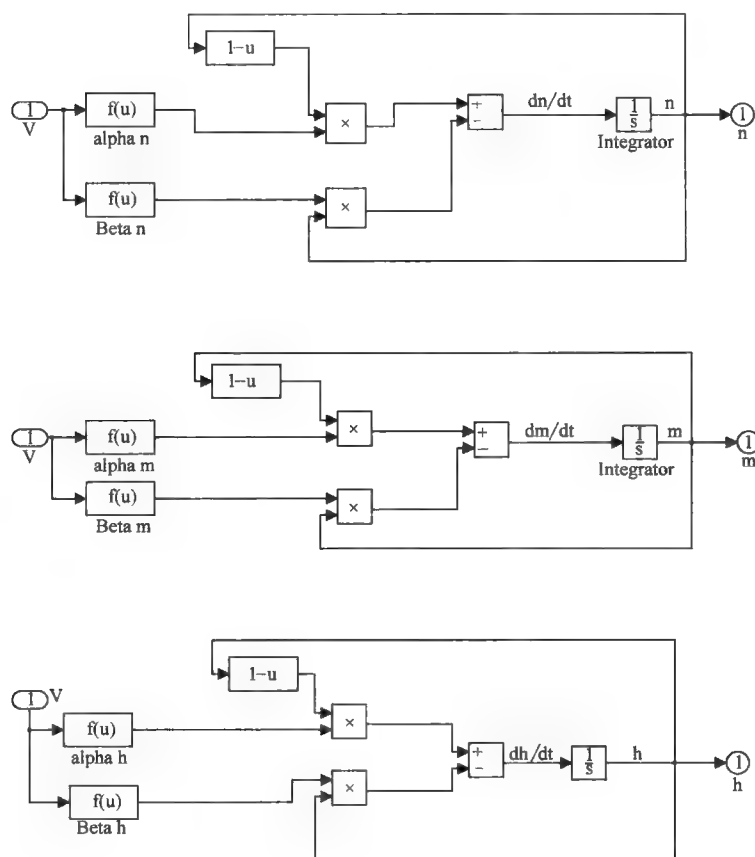 1-u
1
V
f(u)
alpha n
×
+
−
dn/dt
1
s
Integrator
n
1
n
f(u)
Beta n
×
1-u
1
V
f(u)
alpha m
×
+
−
dm/dt
1
s
Integrator
m
1
m
f(u)
Beta m
×
1-u
1
V
f(u)
alpha h
×
+
−
dh/dt
1
s
h
1
h
f(u)
Beta h
×